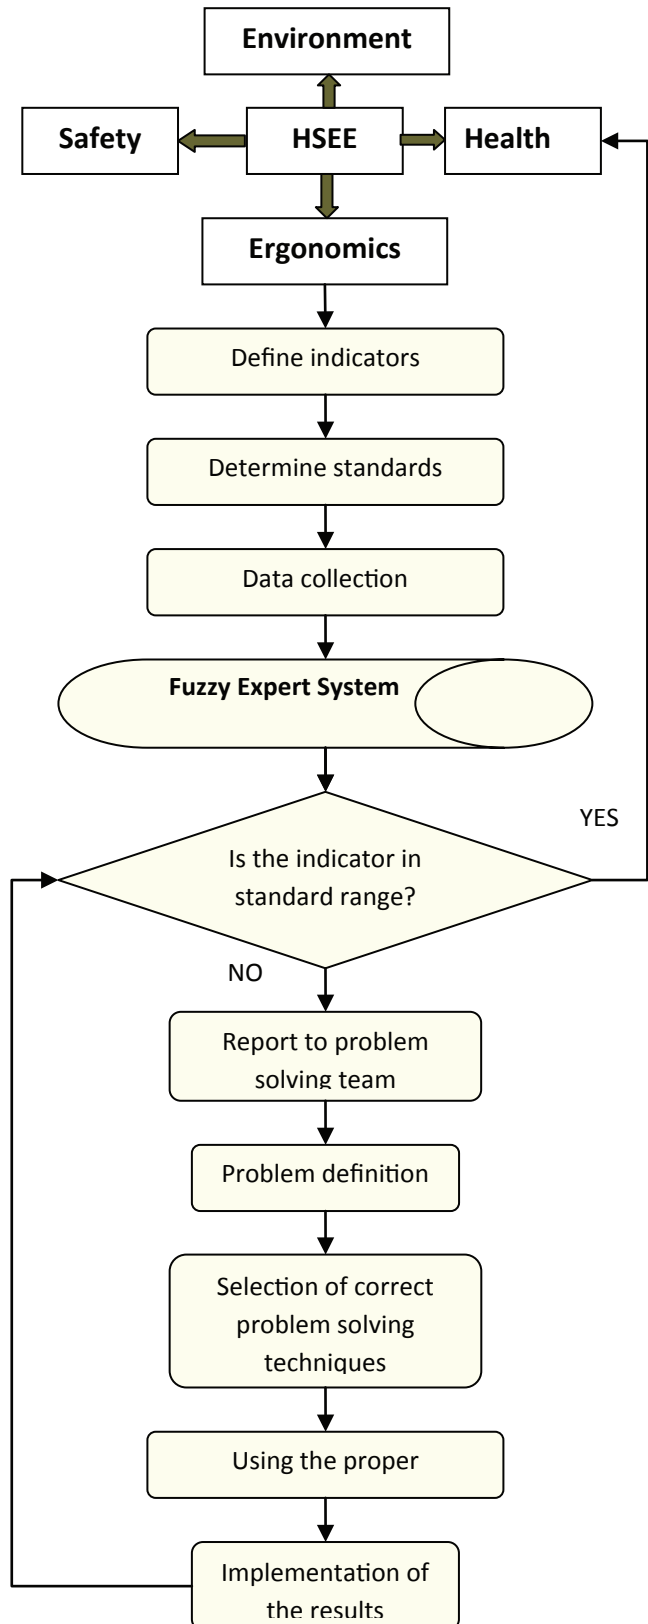 Environment
Safety
HSEE
Health
Ergonomics
Define indicators
Determine standards
Data collection
Fuzzy Expert System
YES
Is the indicator in
standard range?
NO
Report to problem
solving team
Problem definition
Selection of correct
problem solving
techniques
Using the proper
Implementation of
the results